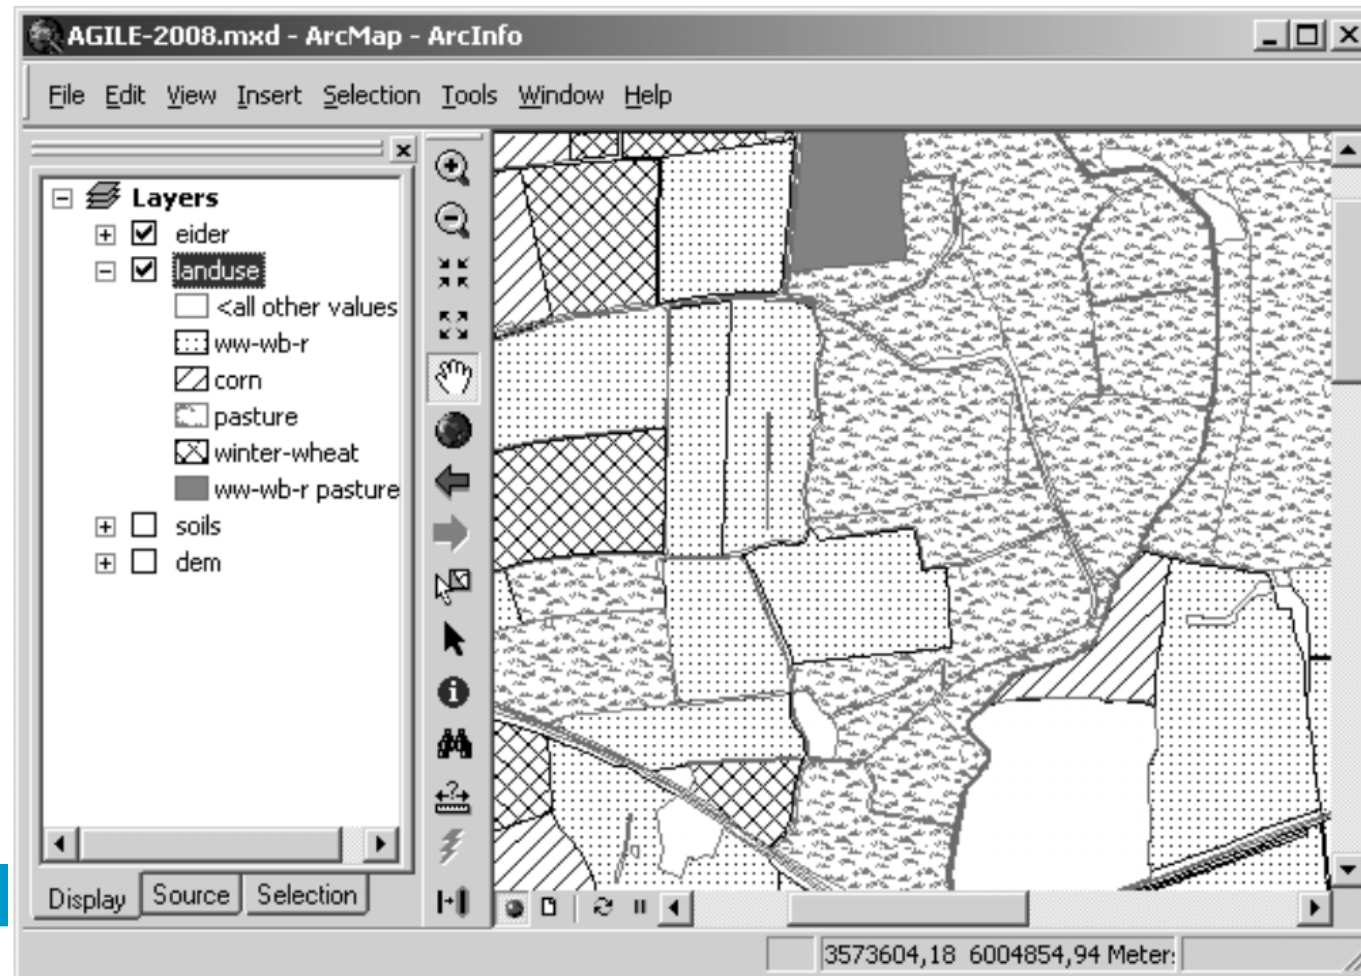 AGILE-2008.mxd - ArcMap - ArcInfo
File Edit View Insert Selection Tools Window Help
Layers
eider
landuse
<all other values
ww-wb-r
corn
pasture
winter-wheat
ww-wb-r pasture
soils
dem
Display Source Selection
3573604,18 6004854,94 Meter: